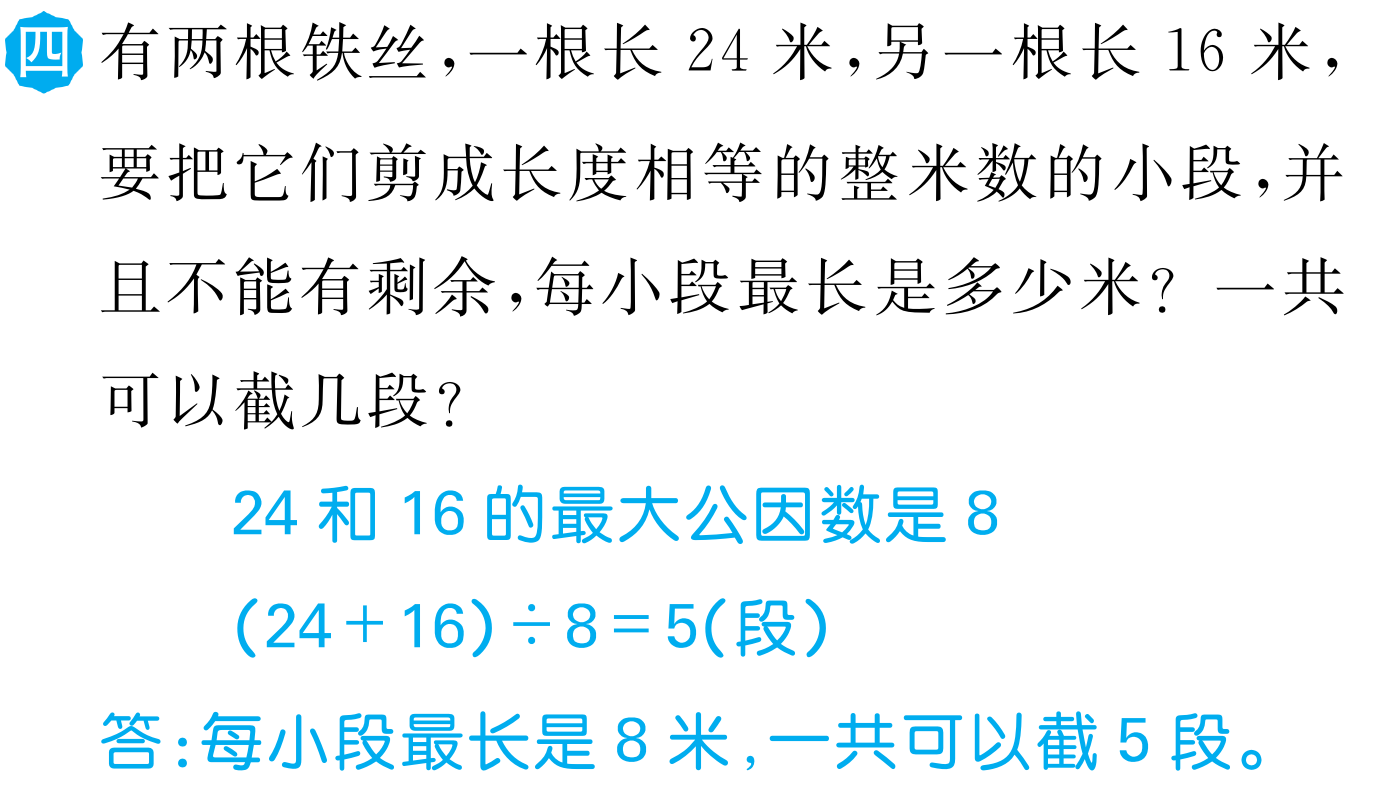 四 有两根铁丝,一根长 24 米,另一根长 16 米,
要把它们剪成长度相等的整米数的小段,并
且不能有剩余,每小段最长是多少米? 一共
可以截几段?
24 和 16 的最大公因数是 8
(24+16)÷8=5(段)
答:每小段最长是 8 米,一共可以截 5 段。